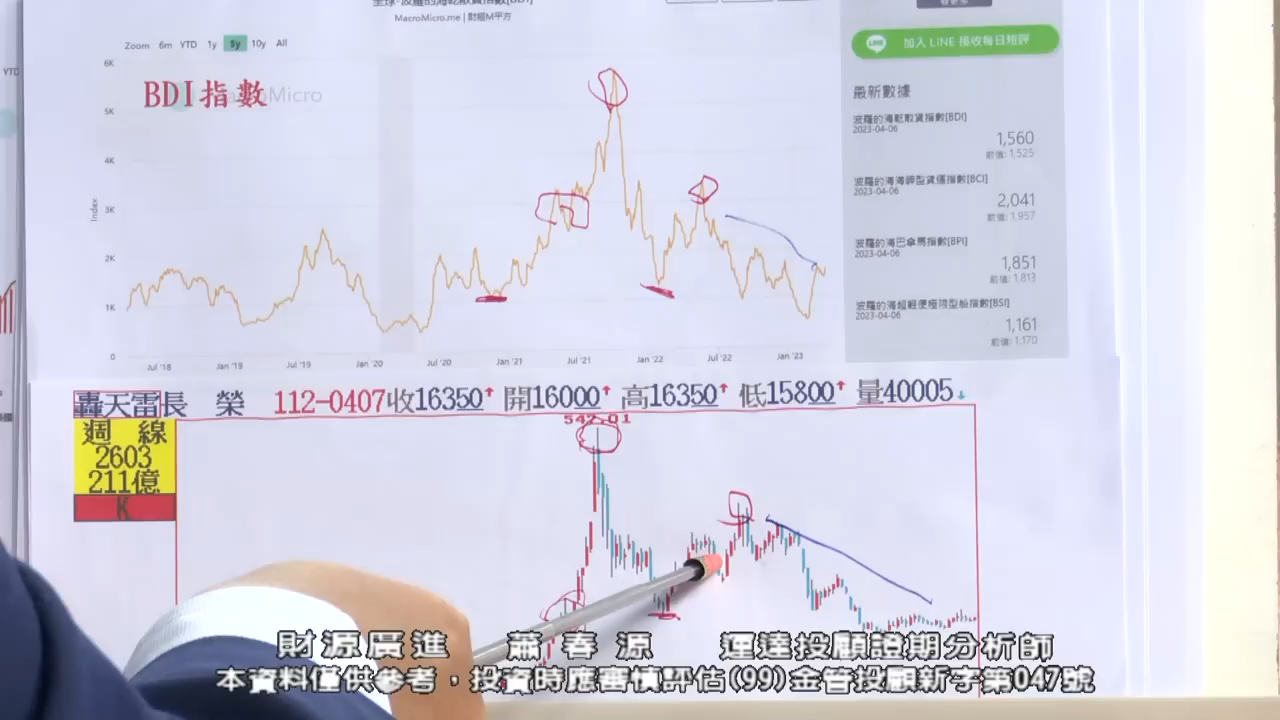 MacroMicro.me | 財經M平方
Zoom 6m YTD 1y 5y 10y All
BDI指數
6K
5K
4K
3K
2K
1K
0
Index
Jul '18 Jan '19 Jul '19 Jan '20 Jul '20 Jan '21 Jul '21 Jan '22 Jul '22 Jan '23
加入 LINE 接收每日短評
最新數據
波羅的海乾散貨指數[BDI]
2023-04-06
1,560
前值: 1,525
波羅的海海岬型貨運指數[BCI]
2023-04-06
2,041
前值: 1,957
波羅的海巴拿馬指數[BPI]
2023-04-06
1,851
前值: 1,813
波羅的海超輕便極限型船指數[BSI]
2023-04-06
1,161
前值: 1,170
YTD
轟天雷長 榮 112-0407收16350↑ 開16000↑ 高16350↑ 低15800↑ 量40005↓
週 線
2603
211億
K
財源廣進 蕭春源 運達投顧證期分析師
本資料僅供參考，投資時應審慎評估(99)金管投顧新字第047號